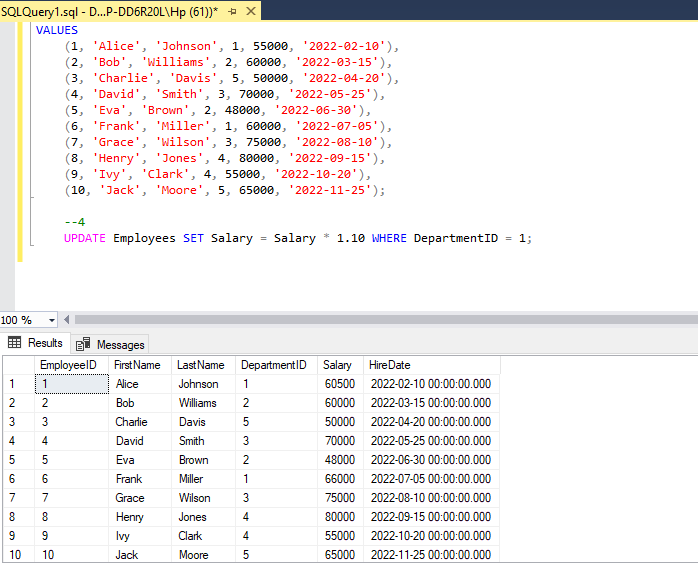 SQLQuery1.sql - D...P-DD6R20L\Hp (61))*
VALUES
(1, 'Alice', 'Johnson', 1, 55000, '2022-02-10'),
(2, 'Bob', 'Williams', 2, 60000, '2022-03-15'),
(3, 'Charlie', 'Davis', 5, 50000, '2022-04-20'),
(4, 'David', 'Smith', 3, 70000, '2022-05-25'),
(5, 'Eva', 'Brown', 2, 48000, '2022-06-30'),
(6, 'Frank', 'Miller', 1, 60000, '2022-07-05'),
(7, 'Grace', 'Wilson', 3, 75000, '2022-08-10'),
(8, 'Henry', 'Jones', 4, 80000, '2022-09-15'),
(9, 'Ivy', 'Clark', 4, 55000, '2022-10-20'),
(10, 'Jack', 'Moore', 5, 65000, '2022-11-25');
--4
UPDATE Employees SET Salary = Salary * 1.10 WHERE DepartmentID = 1;
100 %
Results Messages
EmployeeID FirstName LastName DepartmentID Salary HireDate
1 1 Alice Johnson 1 60500 2022-02-10 00:00:00.000
2 2 Bob Williams 2 60000 2022-03-15 00:00:00.000
3 3 Charlie Davis 5 50000 2022-04-20 00:00:00.000
4 4 David Smith 3 70000 2022-05-25 00:00:00.000
5 5 Eva Brown 2 48000 2022-06-30 00:00:00.000
6 6 Frank Miller 1 66000 2022-07-05 00:00:00.000
7 7 Grace Wilson 3 75000 2022-08-10 00:00:00.000
8 8 Henry Jones 4 80000 2022-09-15 00:00:00.000
9 9 Ivy Clark 4 55000 2022-10-20 00:00:00.000
10 10 Jack Moore 5 65000 2022-11-25 00:00:00.000